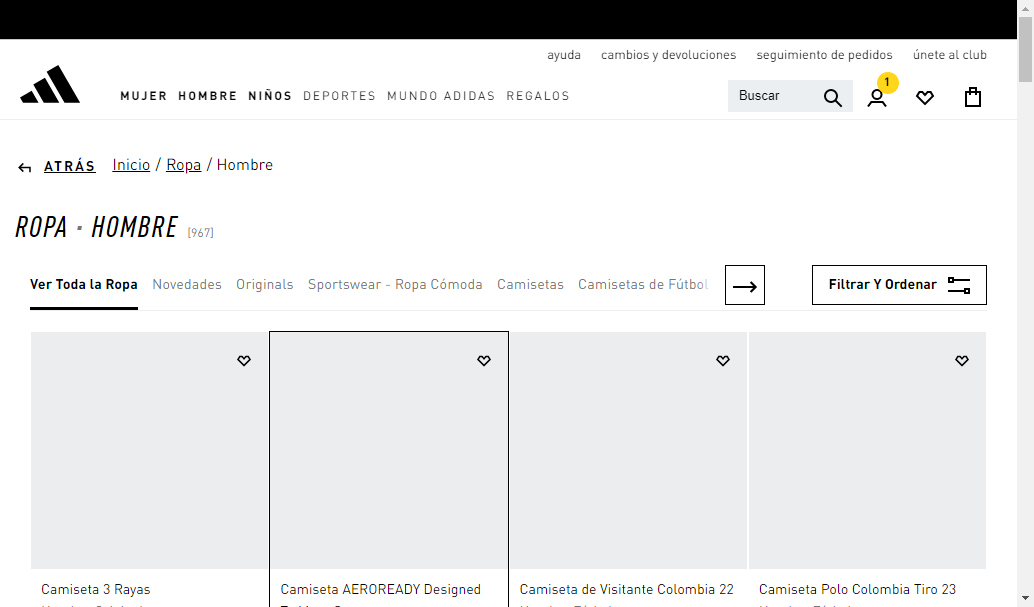 ayuda cambios y devoluciones seguimiento de pedidos únete al club
MUJER HOMBRE NIÑOS DEPORTES MUNDO ADIDAS REGALOS
Buscar
1
ATRÁS Inicio / Ropa / Hombre
ROPA · HOMBRE [967]
Ver Toda la Ropa Novedades Originals Sportswear - Ropa Cómoda Camisetas Camisetas de Fútbol
Filtrar Y Ordenar
Camiseta 3 Rayas
Camiseta AEROREADY Designed
Camiseta de Visitante Colombia 22
Camiseta Polo Colombia Tiro 23